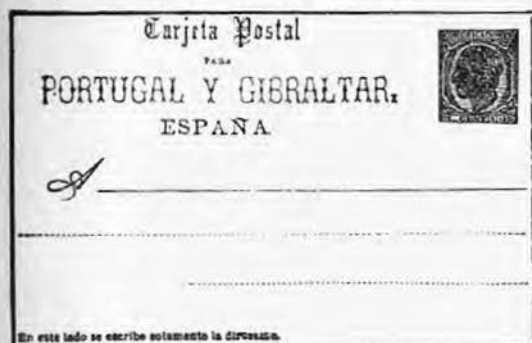 Tarjeta Postal
PARA
PORTUGAL Y GIBRALTAR.
ESPAÑA
A
En este lado se escribe solamente la dirección.